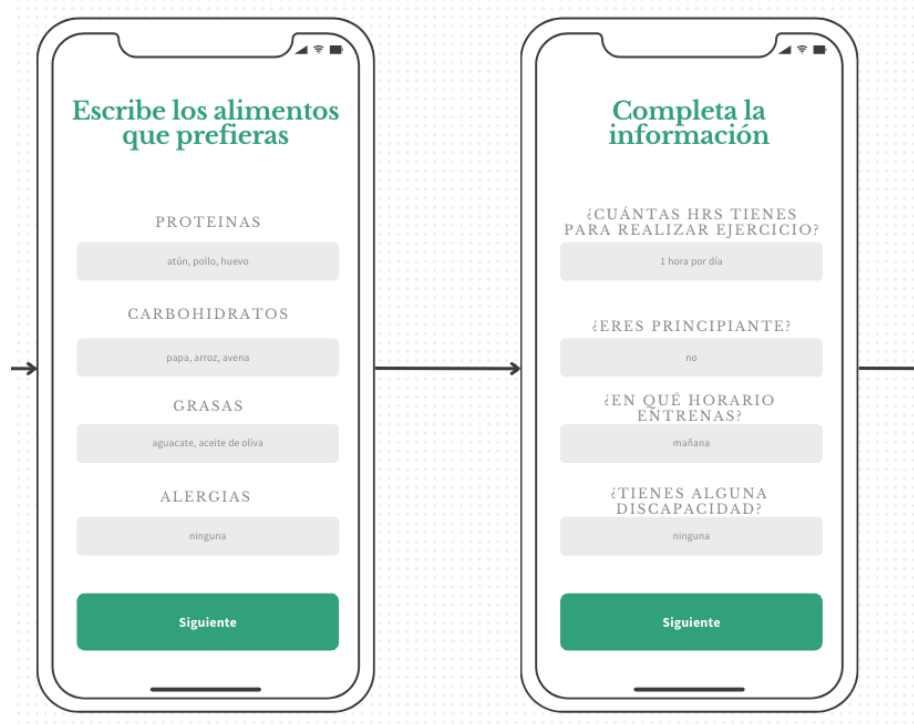 Escribe los alimentos
que prefieras
PROTEINAS
atún, pollo, huevo
CARBOHIDRATOS
papa, arroz, avena
GRASAS
aguacate, aceite de oliva
ALERGIAS
ninguna
Siguiente
Completa la
información
¿CUÁNTAS HRS TIENES
PARA REALIZAR EJERCICIO?
1 hora por día
¿ERES PRINCIPIANTE?
no
¿EN QUÉ HORARIO
ENTRENAS?
mañana
¿TIENES ALGUNA
DISCAPACIDAD?
ninguna
Siguiente